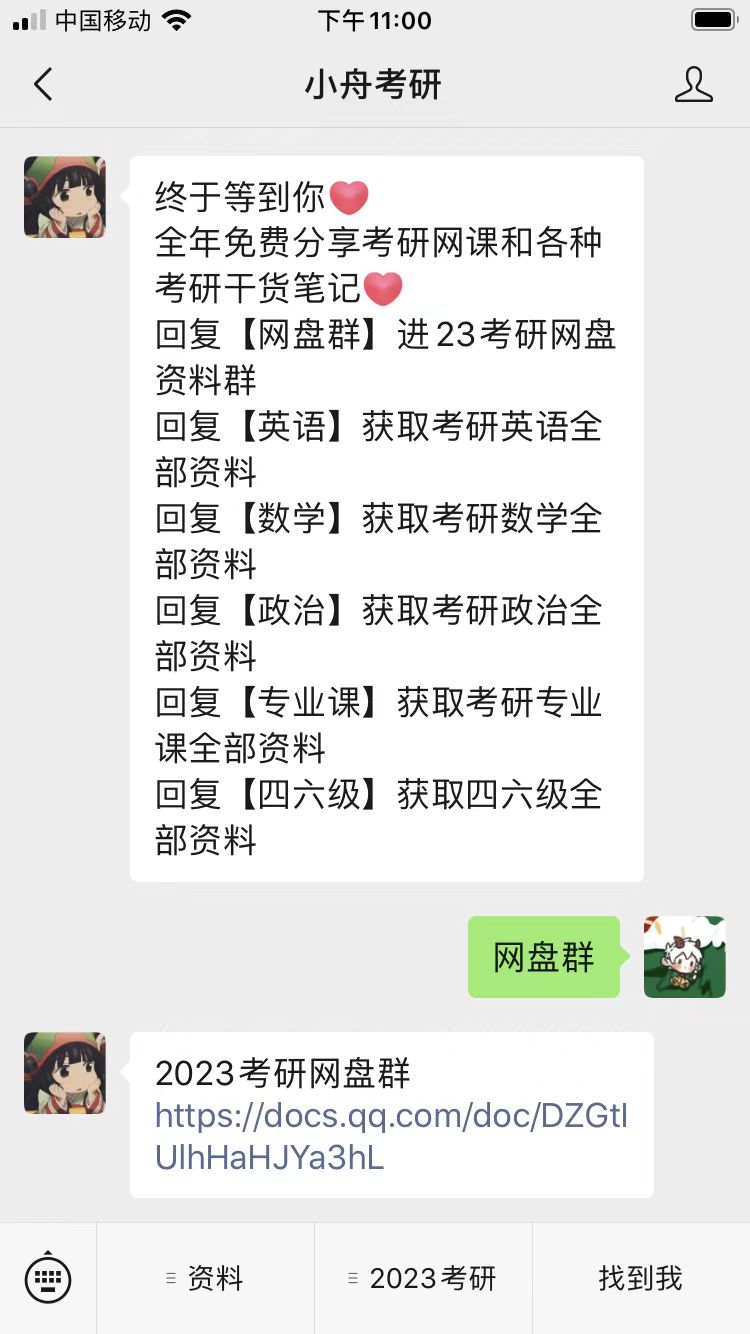 中国移动
下午11:00
小舟考研
终于等到你❤
全年免费分享考研网课和各种
考研干货笔记❤
回复【网盘群】进23考研网盘
资料群
回复【英语】获取考研英语全
部资料
回复【数学】获取考研数学全
部资料
回复【政治】获取考研政治全
部资料
回复【专业课】获取考研专业
课全部资料
回复【四六级】获取四六级全
部资料
网盘群
2023考研网盘群
https://docs.qq.com/doc/DZGtl
UlhHaHJYa3hL
资料
2023考研
找到我